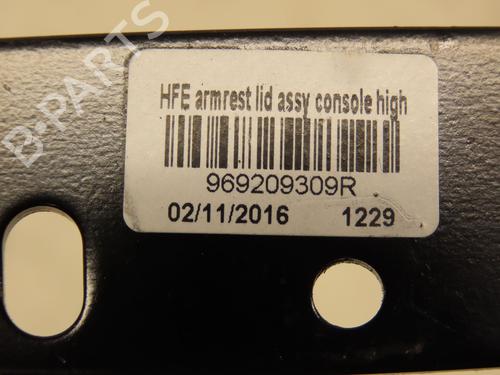 B-PARTS
HFE armrest lid assy console high
969209309R
02/11/2016 1229